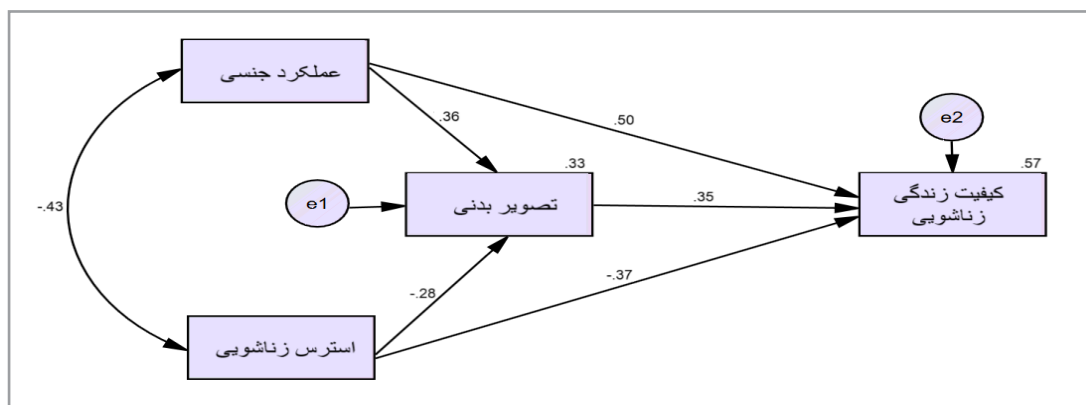 عملکرد جنسی
.36
.50
e2
-.43
.33
.57
e1
تصویر بدنی
.35
کیفیت زندگی
زناشویی
-.28
-.37
استرس زناشویی